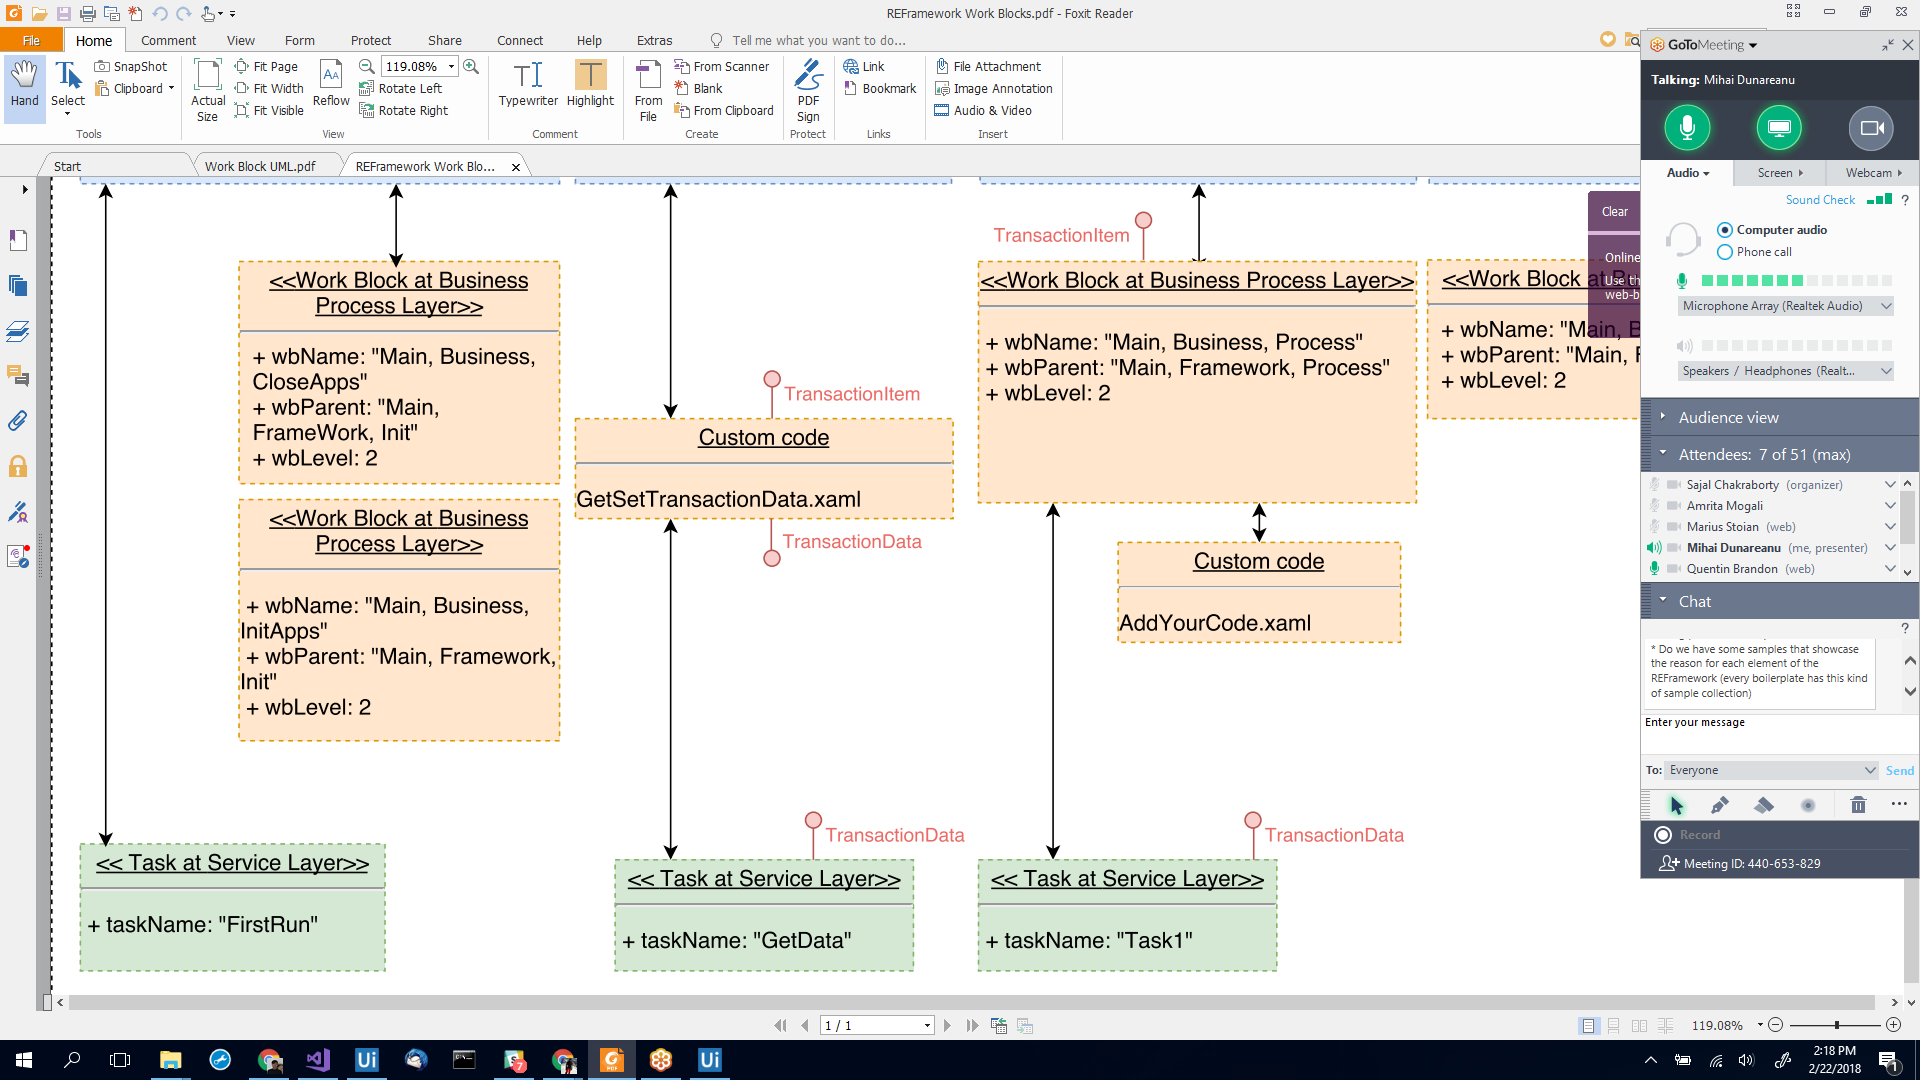 REFramework Work Blocks.pdf - Foxit Reader
File
Home
Comment
View
Form
Protect
Share
Connect
Help
Extras
Tell me what you want to do...
Hand
Select
SnapShot
Clipboard
Tools
Actual
Size
Fit Page
Fit Width
Fit Visible
Reflow
119.08%
Rotate Left
Rotate Right
View
Typewriter
Highlight
Comment
From
File
From Scanner
Blank
From Clipboard
Create
PDF
Sign
Protect
Link
Bookmark
Links
File Attachment
Image Annotation
Audio & Video
Insert
Start
Work Block UML.pdf
REFramework Work Blo...
<<Work Block at Business
Process Layer>>
+ wbName: "Main, Business,
CloseApps"
+ wbParent: "Main,
FrameWork, Init"
+ wbLevel: 2
<<Work Block at Business
Process Layer>>
+ wbName: "Main, Business,
InitApps"
+ wbParent: "Main, Framework,
Init"
+ wbLevel: 2
TransactionItem
Custom code
GetSetTransactionData.xaml
TransactionData
TransactionItem
<<Work Block at Business Process Layer>>
+ wbName: "Main, Business, Process"
+ wbParent: "Main, Framework, Process"
+ wbLevel: 2
Custom code
AddYourCode.xaml
<<Work Block at Bu
+ wbName: "Main, B
+ wbParent: "Main, F
+ wbLevel: 2
Clear
Online
Use th
web-b
<< Task at Service Layer>>
+ taskName: "FirstRun"
TransactionData
<< Task at Service Layer>>
+ taskName: "GetData"
TransactionData
<< Task at Service Layer>>
+ taskName: "Task1"
GoToMeeting
Talking: Mihai Dunareanu
Audio
Screen
Webcam
Sound Check
?
Computer audio
Phone call
Microphone Array (Realtek Audio)
Speakers / Headphones (Realt...
Audience view
Attendees: 7 of 51 (max)
Sajal Chakraborty (organizer)
Amrita Mogali
Marius Stoian (web)
Mihai Dunareanu (me, presenter)
Quentin Brandon (web)
Chat
?
* Do we have some samples that showcase
the reason for each element of the
REFramework (every boilerplate has this kind
of sample collection)
Enter your message
To: Everyone
Send
Record
Meeting ID: 440-653-829
1 / 1
119.08%
Ui
Ui
7
PDF
2:18 PM
2/22/2018
1